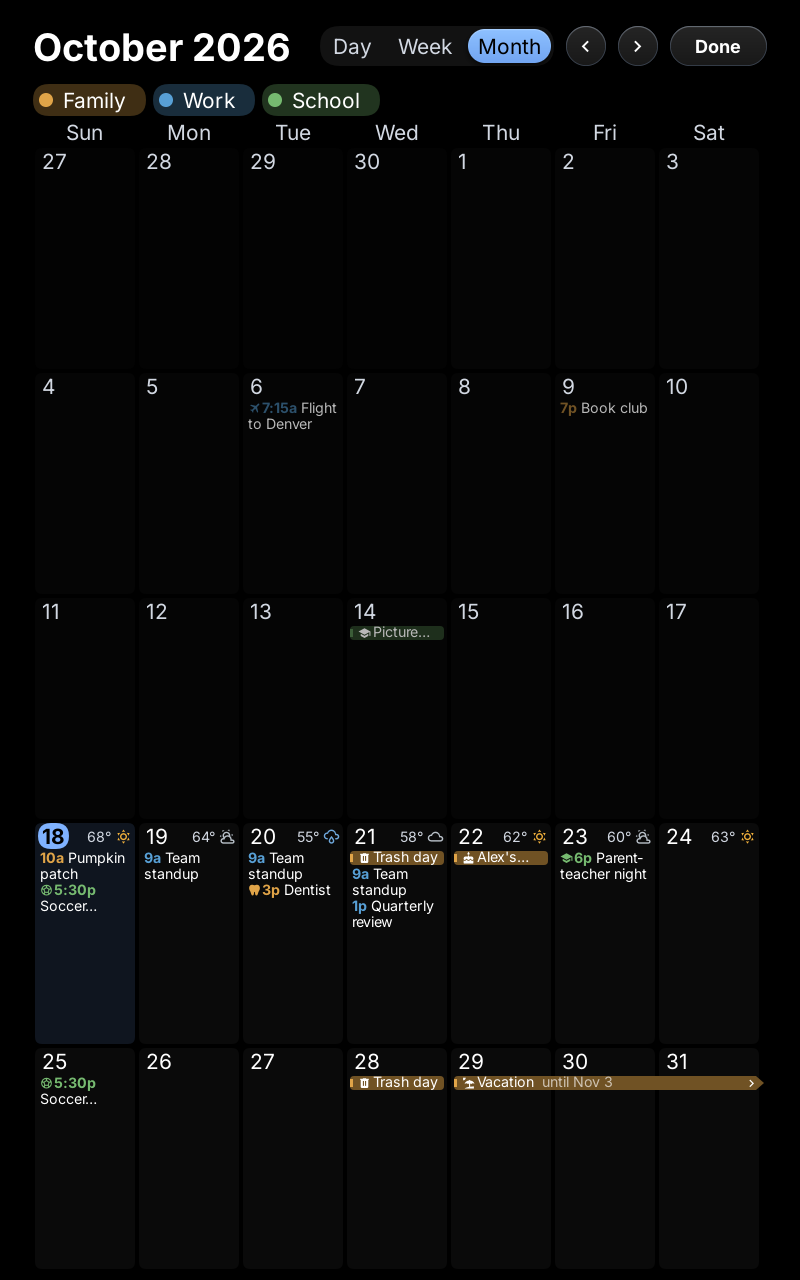 October 2026
Day Week Month
Done
Family Work School
Sun Mon Tue Wed Thu Fri Sat
27 28 29 30 1 2 3
4 5 6 7 8 9 10
7:15a Flight
to Denver
7p Book club
11 12 13 14 15 16 17
Picture...
18 68° 19 64° 20 55° 21 58° 22 62° 23 60° 24 63°
10a Pumpkin
patch
5:30p
Soccer...
9a Team
standup
9a Team
standup
3p Dentist
Trash day
9a Team
standup
1p Quarterly
review
Alex's...
6p Parent-
teacher night
25 26 27 28 29 30 31
5:30p
Soccer...
Trash day
Vacation until Nov 3